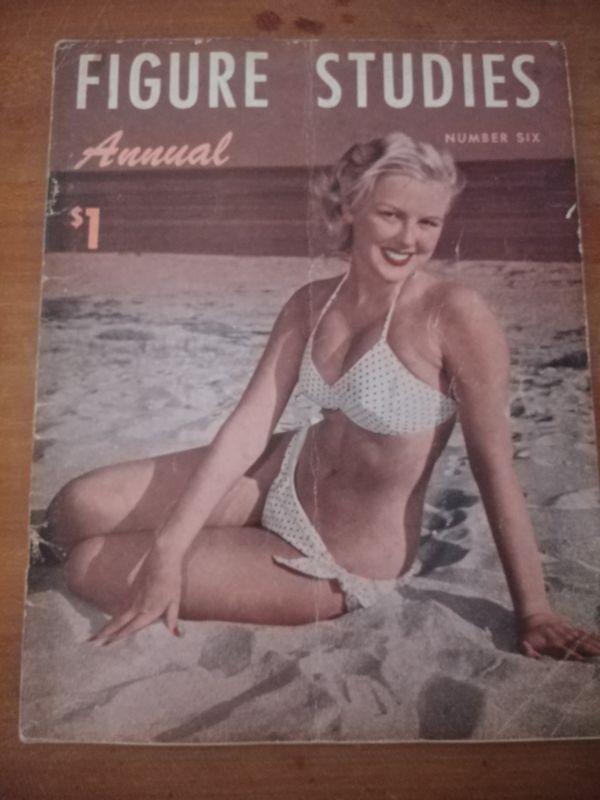 FIGURE STUDIES
Annual
NUMBER SIX
$1